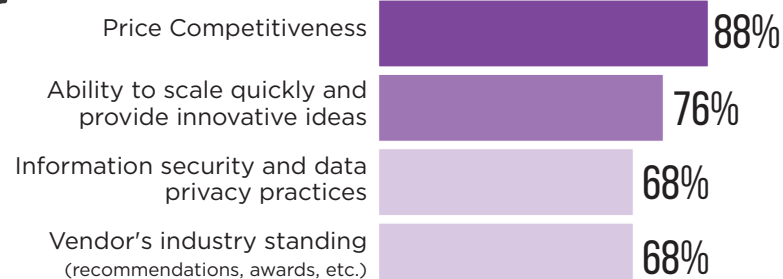 Price Competitiveness
88%
Ability to scale quickly and
provide innovative ideas
76%
Information security and data
privacy practices
68%
Vendor's industry standing
(recommendations, awards, etc.)
68%